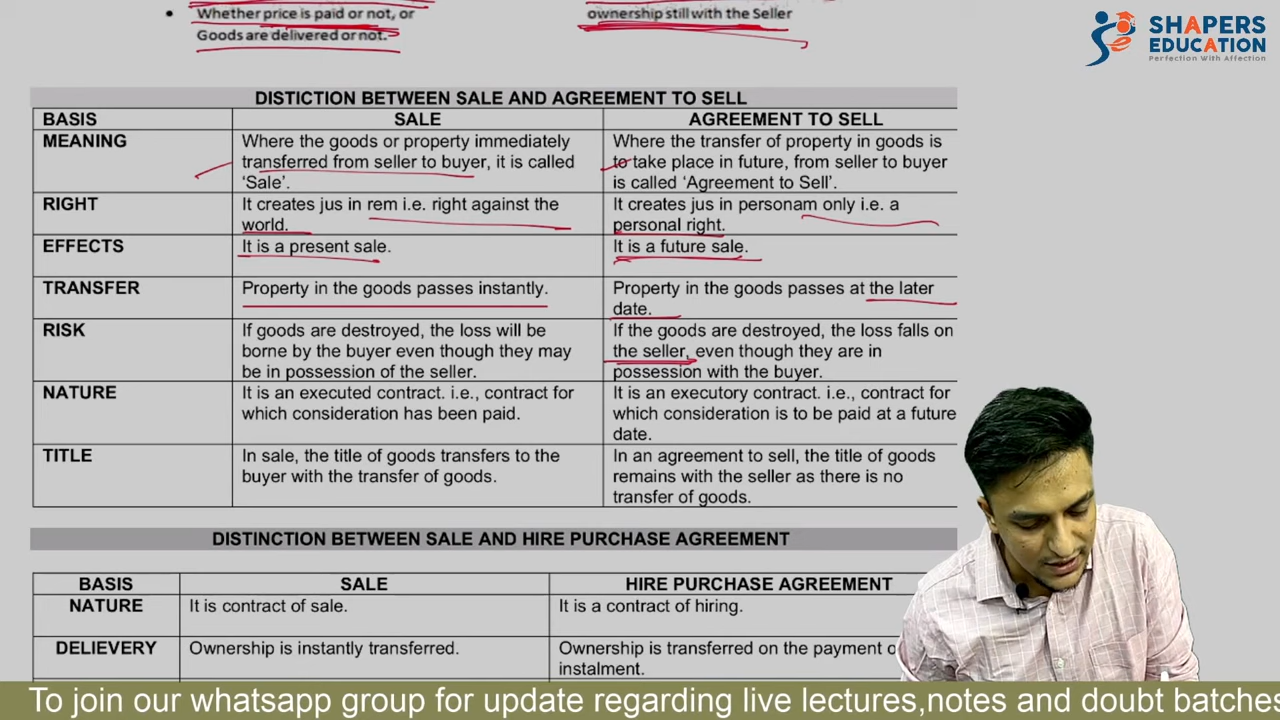 • Whether price is paid or not, or
Goods are delivered or not.
ownership still with the Seller
SHAPERS
EDUCATION
Perfection With Affection
DISTICTION BETWEEN SALE AND AGREEMENT TO SELL
BASIS SALE AGREEMENT TO SELL
MEANING
Where the goods or property immediately
transferred from seller to buyer, it is called
‘Sale’.
Where the transfer of property in goods is
to take place in future, from seller to buyer
is called ‘Agreement to Sell’.
RIGHT
It creates jus in rem i.e. right against the
world.
It creates jus in personam only i.e. a
personal right.
EFFECTS
It is a present sale.
It is a future sale.
TRANSFER
Property in the goods passes instantly.
Property in the goods passes at the later
date.
RISK
If goods are destroyed, the loss will be
borne by the buyer even though they may
be in possession of the seller.
If the goods are destroyed, the loss falls on
the seller, even though they are in
possession with the buyer.
NATURE
It is an executed contract. i.e., contract for
which consideration has been paid.
It is an executory contract. i.e., contract for
which consideration is to be paid at a future
date.
TITLE
In sale, the title of goods transfers to the
buyer with the transfer of goods.
In an agreement to sell, the title of goods
remains with the seller as there is no
transfer of goods.
DISTINCTION BETWEEN SALE AND HIRE PURCHASE AGREEMENT
BASIS SALE HIRE PURCHASE AGREEMENT
NATURE
It is contract of sale.
It is a contract of hiring.
DELIEVERY
Ownership is instantly transferred.
Ownership is transferred on the payment
instalment.
To join our whatsapp group for update regarding live lectures,notes and doubt batches